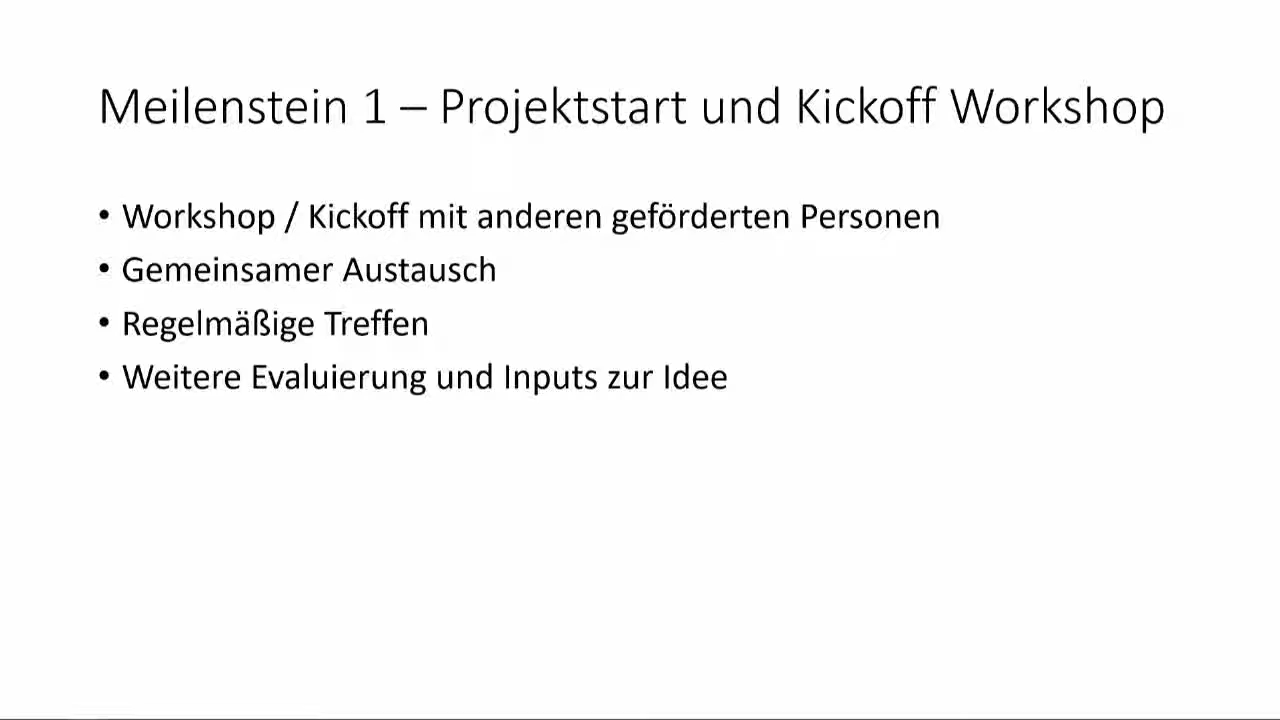 Meilenstein 1 – Projektstart und Kickoff Workshop
• Workshop / Kickoff mit anderen geförderten Personen
• Gemeinsamer Austausch
• Regelmäßige Treffen
• Weitere Evaluierung und Inputs zur Idee